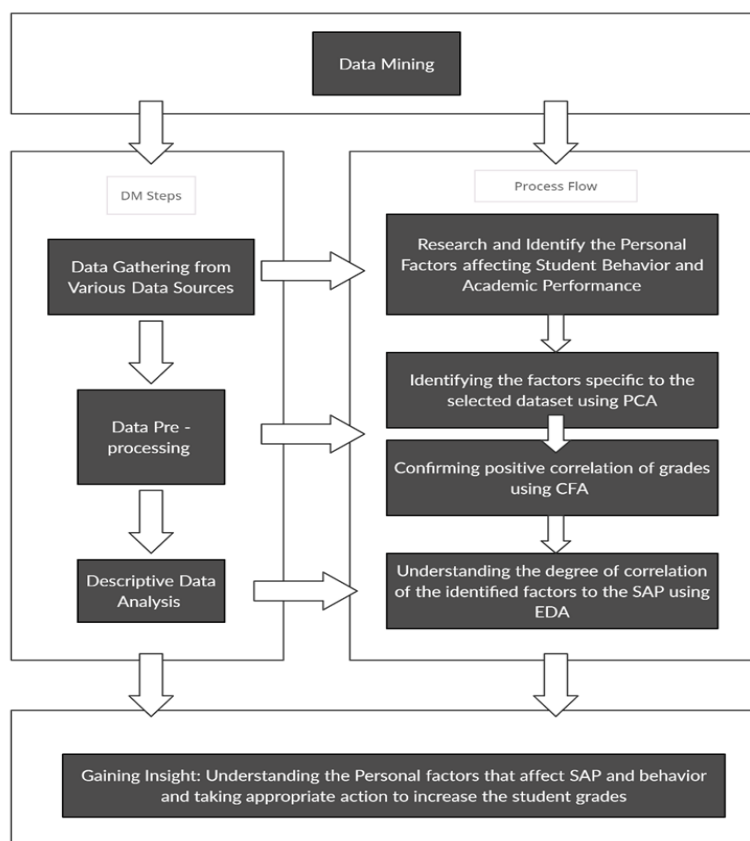 Data Mining
DM Steps
Data Gathering from
Various Data Sources
Data Pre -
processing
Descriptive Data
Analysis
Process Flow
Research and Identify the Personal
Factors affecting Student Behavior and
Academic Performance
Identifying the factors specific to the
selected dataset using PCA
Confirming positive correlation of grades
using CFA
Understanding the degree of correlation
of the identified factors to the SAP using
EDA
Gaining Insight: Understanding the Personal factors that affect SAP and behavior
and taking appropriate action to increase the student grades